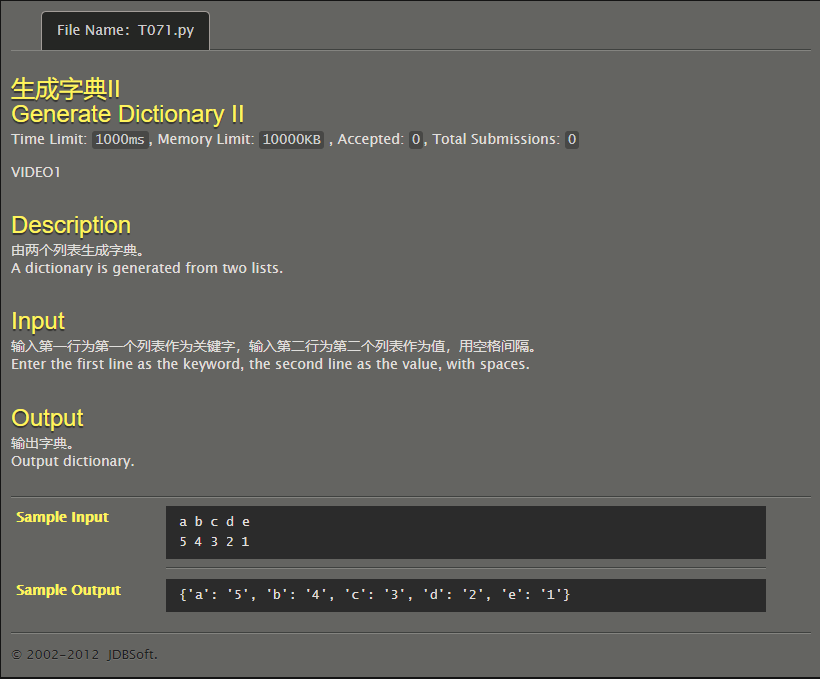 File Name: T071.py
生成字典II
Generate Dictionary II
Time Limit: 1000ms, Memory Limit: 10000KB , Accepted: 0, Total Submissions: 0
VIDEO1
Description
由两个列表生成字典。
A dictionary is generated from two lists.
Input
输入第一行为第一个列表作为关键字，输入第二行为第二个列表作为值，用空格间隔。
Enter the first line as the keyword, the second line as the value, with spaces.
Output
输出字典。
Output dictionary.
Sample Input
a b c d e
5 4 3 2 1
Sample Output
{'a': '5', 'b': '4', 'c': '3', 'd': '2', 'e': '1'}
© 2002-2012 JDBSoft.